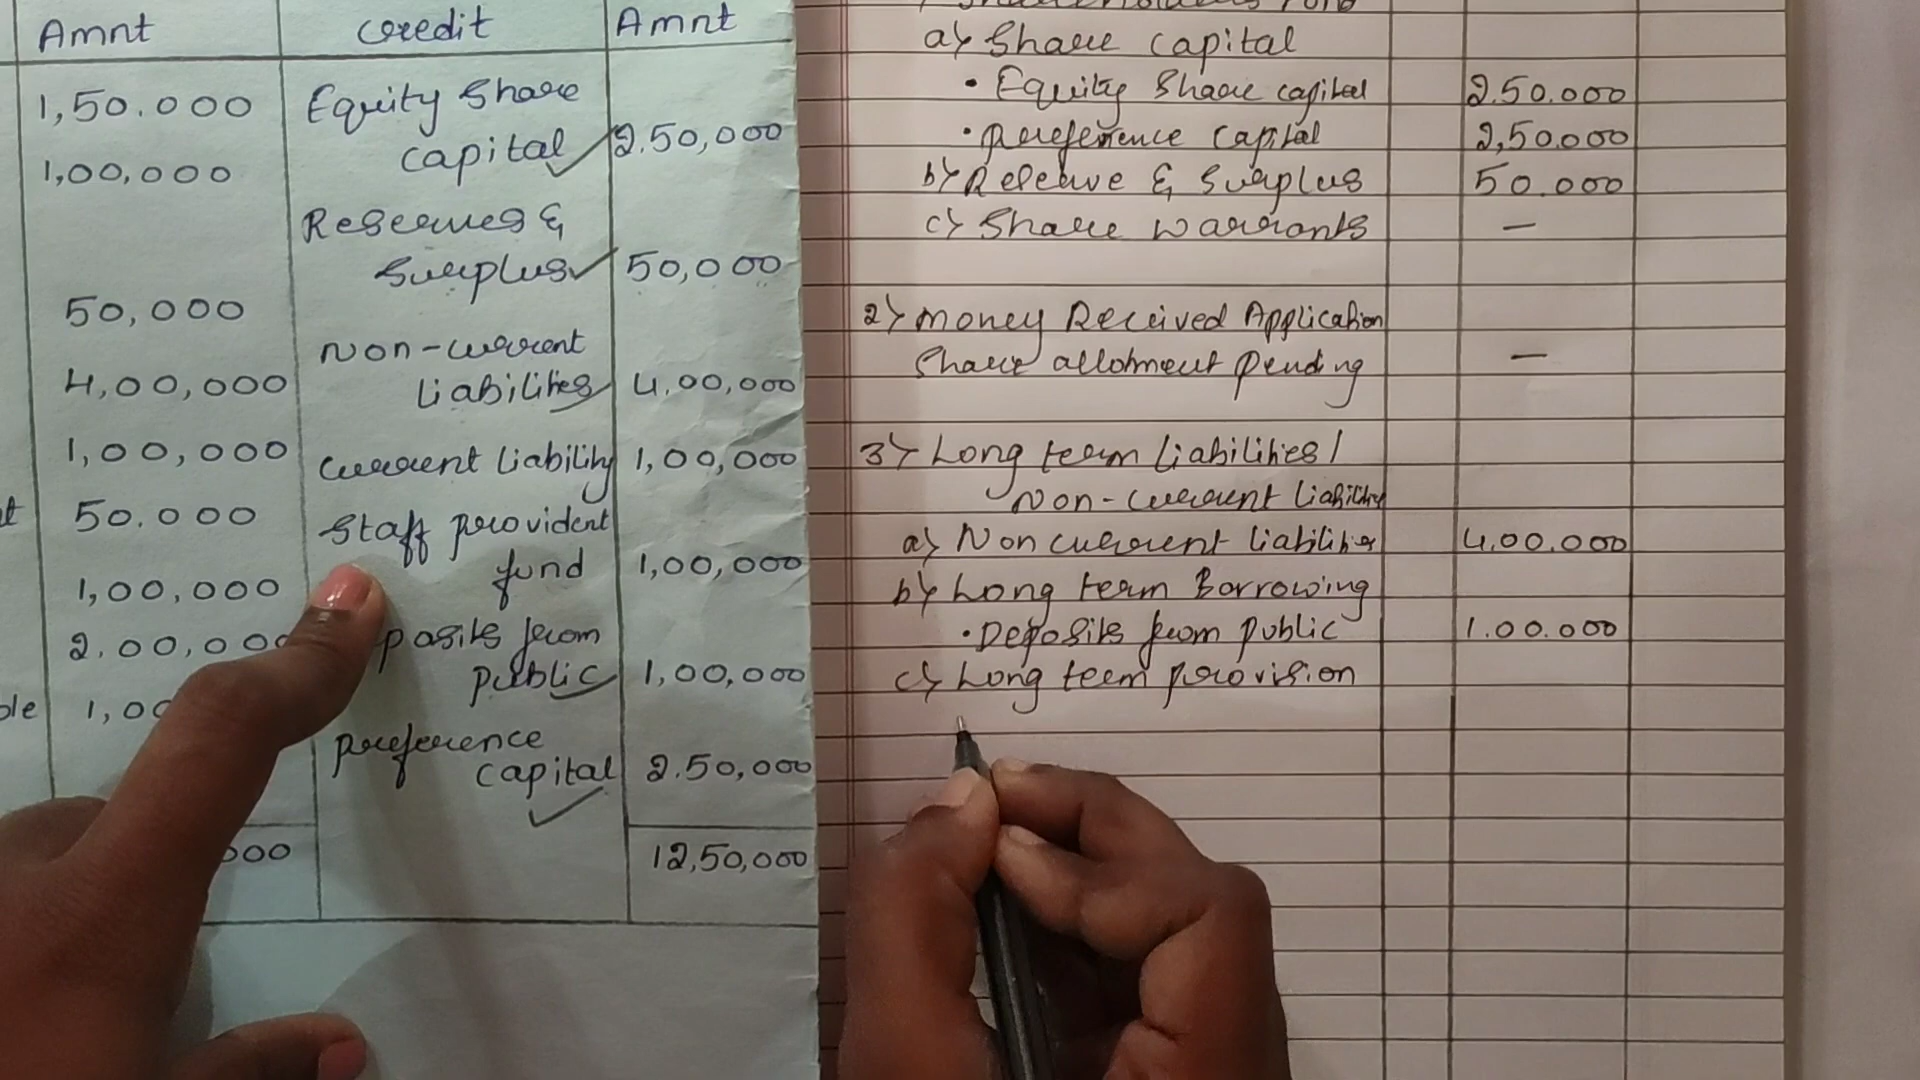 Amnt credit Amnt
1,50.000 Equity Share
capital 2.50,000
1,00,000
Reserves &
Surplus 50,000
50,000
Non-current
4,00,000 liabilities 4,00,000
1,00,000 current liability 1,00,000
50.000 Staff provident
fund 1,00,000
1,00,000
2,00,000 posits from
public 1,00,000
1,00
preference
capital 2.50,000
000 12,50,000
a) Share capital
• Equity Share capital 2.50.000
• Preference capital 2,50.000
b) Reserve & Surplus 50.000
c) Share warrants —
2) Money Received Application
Share allotment Pending —
3) Long term liabilities/
Non-current liability
a) Non current liabilities 4.00.000
b) Long term Borrowing
• Deposits from public 1.00.000
c) Long term provision